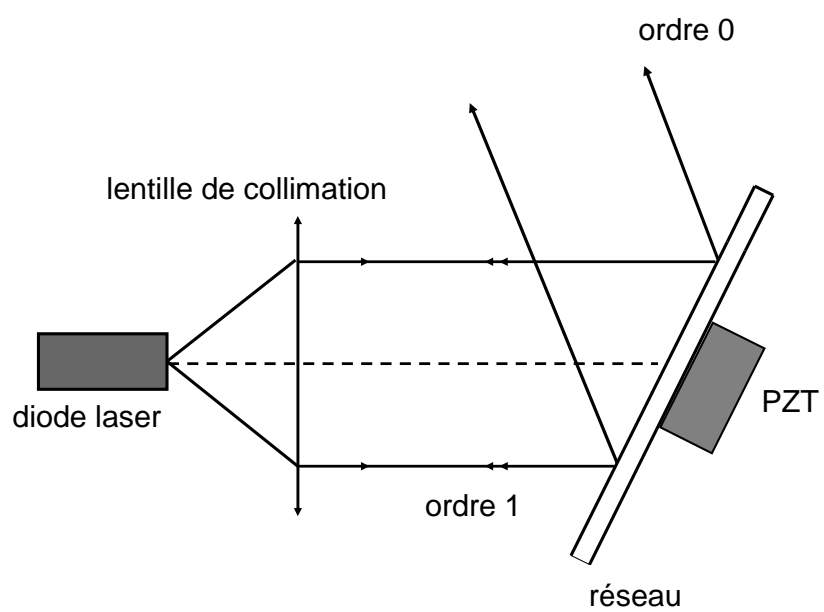 ordre 0
lentille de collimation
diode laser
PZT
ordre 1
réseau